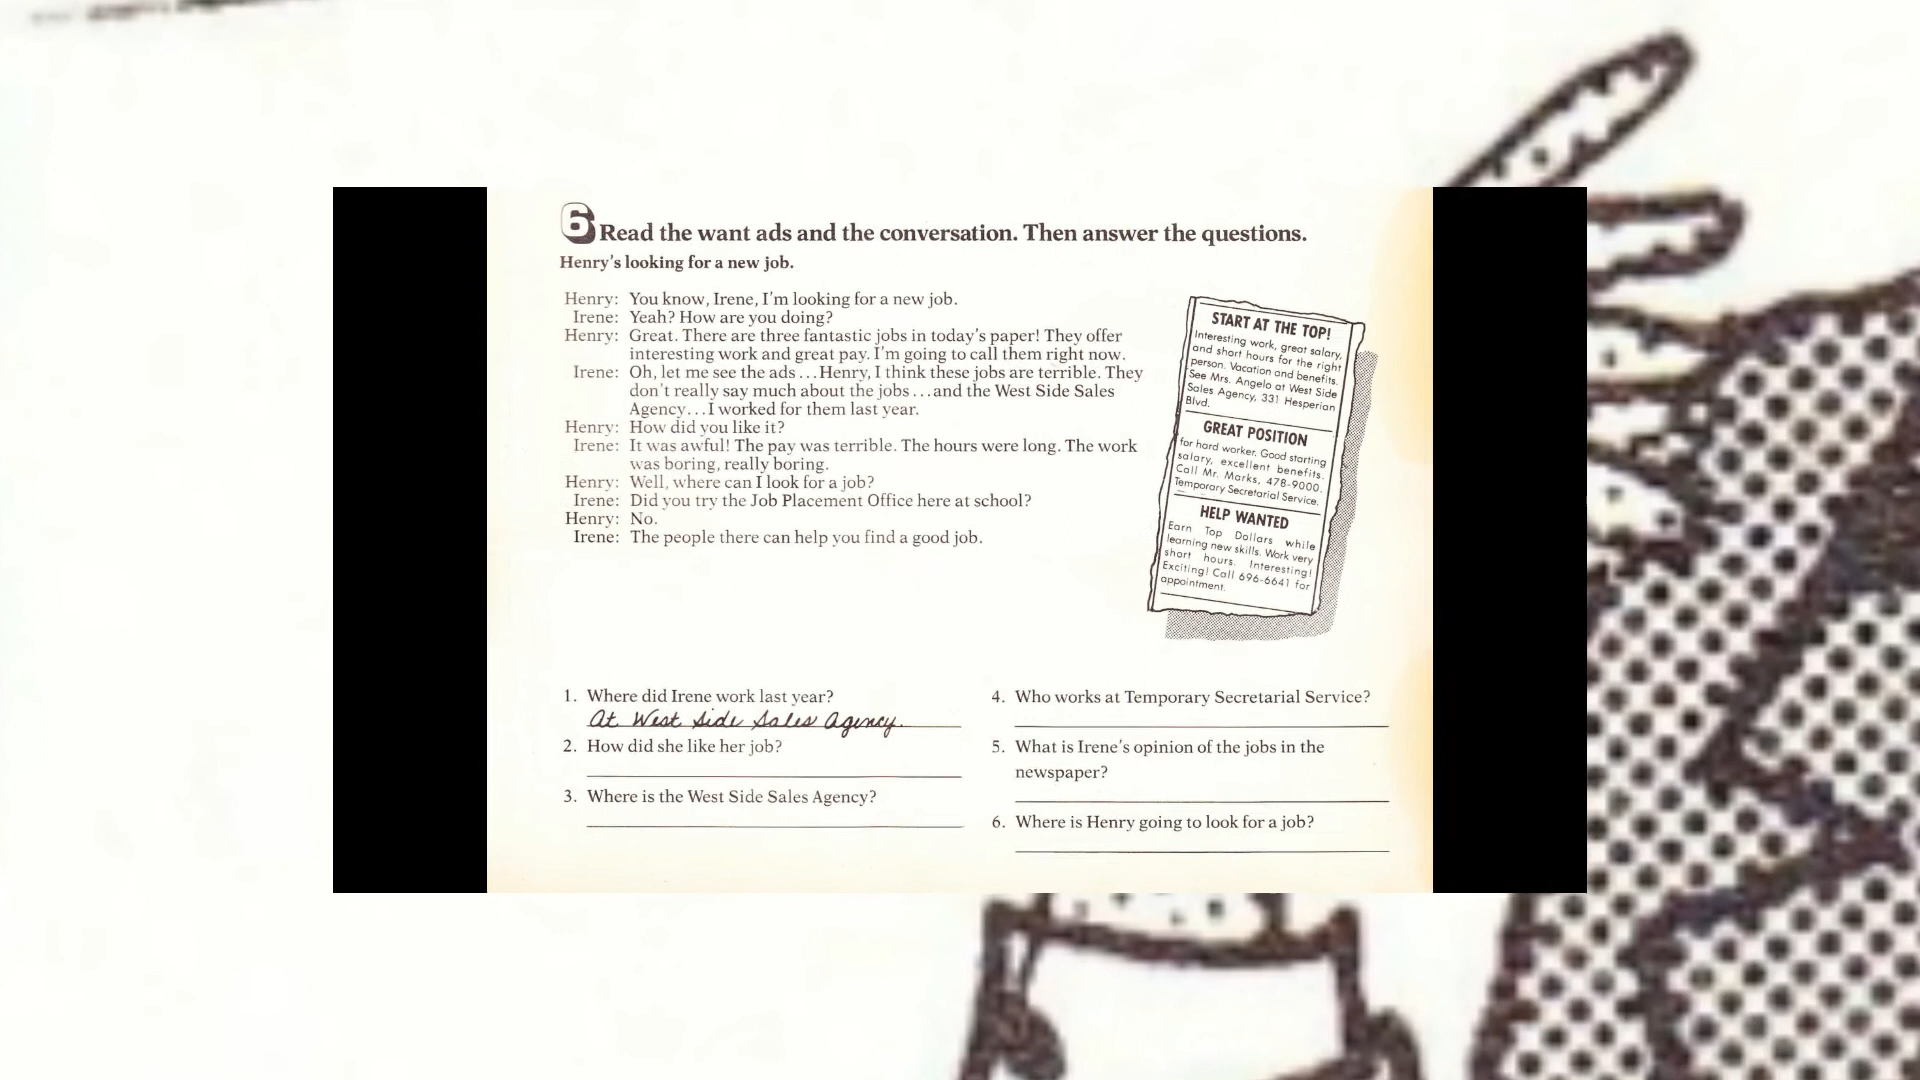 6 Read the want ads and the conversation. Then answer the questions.
Henry's looking for a new job.
Henry: You know, Irene, I'm looking for a new job.
Irene: Yeah? How are you doing?
Henry: Great. There are three fantastic jobs in today's paper! They offer
interesting work and great pay. I'm going to call them right now.
Irene: Oh, let me see the ads...Henry, I think these jobs are terrible. They
don't really say much about the jobs...and the West Side Sales
Agency...I worked for them last year.
Henry: How did you like it?
Irene: It was awful! The pay was terrible. The hours were long. The work
was boring, really boring.
Henry: Well, where can I look for a job?
Irene: Did you try the Job Placement Office here at school?
Henry: No.
Irene: The people there can help you find a good job.
START AT THE TOP!
Interesting work, great salary,
and short hours for the right
person. Vacation and benefits.
See Mrs. Angelo at West Side
Sales Agency, 331 Hesperian
Blvd.
GREAT POSITION
for hard worker. Good starting
salary, excellent benefits.
Call Mr. Marks, 478-9000.
Temporary Secretarial Service.
HELP WANTED
Earn Top Dollars while
learning new skills. Work very
short hours. Interesting!
Exciting! Call 696-6641 for
appointment.
1. Where did Irene work last year?
At West Side Sales Agency.
2. How did she like her job?
3. Where is the West Side Sales Agency?
4. Who works at Temporary Secretarial Service?
5. What is Irene's opinion of the jobs in the
newspaper?
6. Where is Henry going to look for a job?